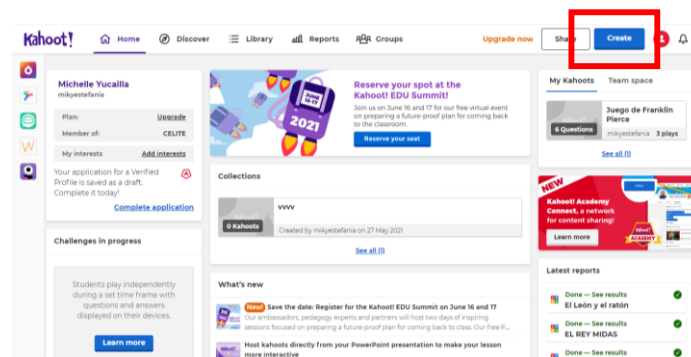 Kahoot!
Home
Discover
Library
Reports
Groups
Upgrade now
Create
Michelle Yucailla
mikyestefania
Plan: Upgrade
Member of: CELITE
My interests Add interests
Your application for a Verified
Profile is saved as a draft.
Complete it today!
Complete application
Challenges in progress
Students play independently
during a set time frame with
questions and answers
displayed on their devices.
Learn more
JUNE
16-17
2021
Reserve your spot at the
Kahoot! EDU Summit!
Join us on June 16 and 17 for our free virtual event
on preparing a future-proof plan for coming back
to the classroom.
Reserve your seat
Collections
0 Kahoots
vvvv
Created by mikyestefania on 27 May 2021
See all (1)
What's new
New! Save the date: Register for the Kahoot! EDU Summit on June 16 and 17
Our ambassadors, pedagogy experts and partners will host two days of inspiring
sessions focused on preparing a future-proof plan for coming back to class. Our free P...
Host kahoots directly from your PowerPoint presentation to make your lesson
more interactive
My Kahoots Team space
6 Questions
Juego de Franklin
Pierce
mikyestefania 3 plays
See all (1)
NEW
Kahoot! Academy
Connect, a network
for content sharing!
Learn more
ACADEMY
Latest reports
Done — See results
El León y el ratón
Done — See results
EL REY MIDAS
Done — See results